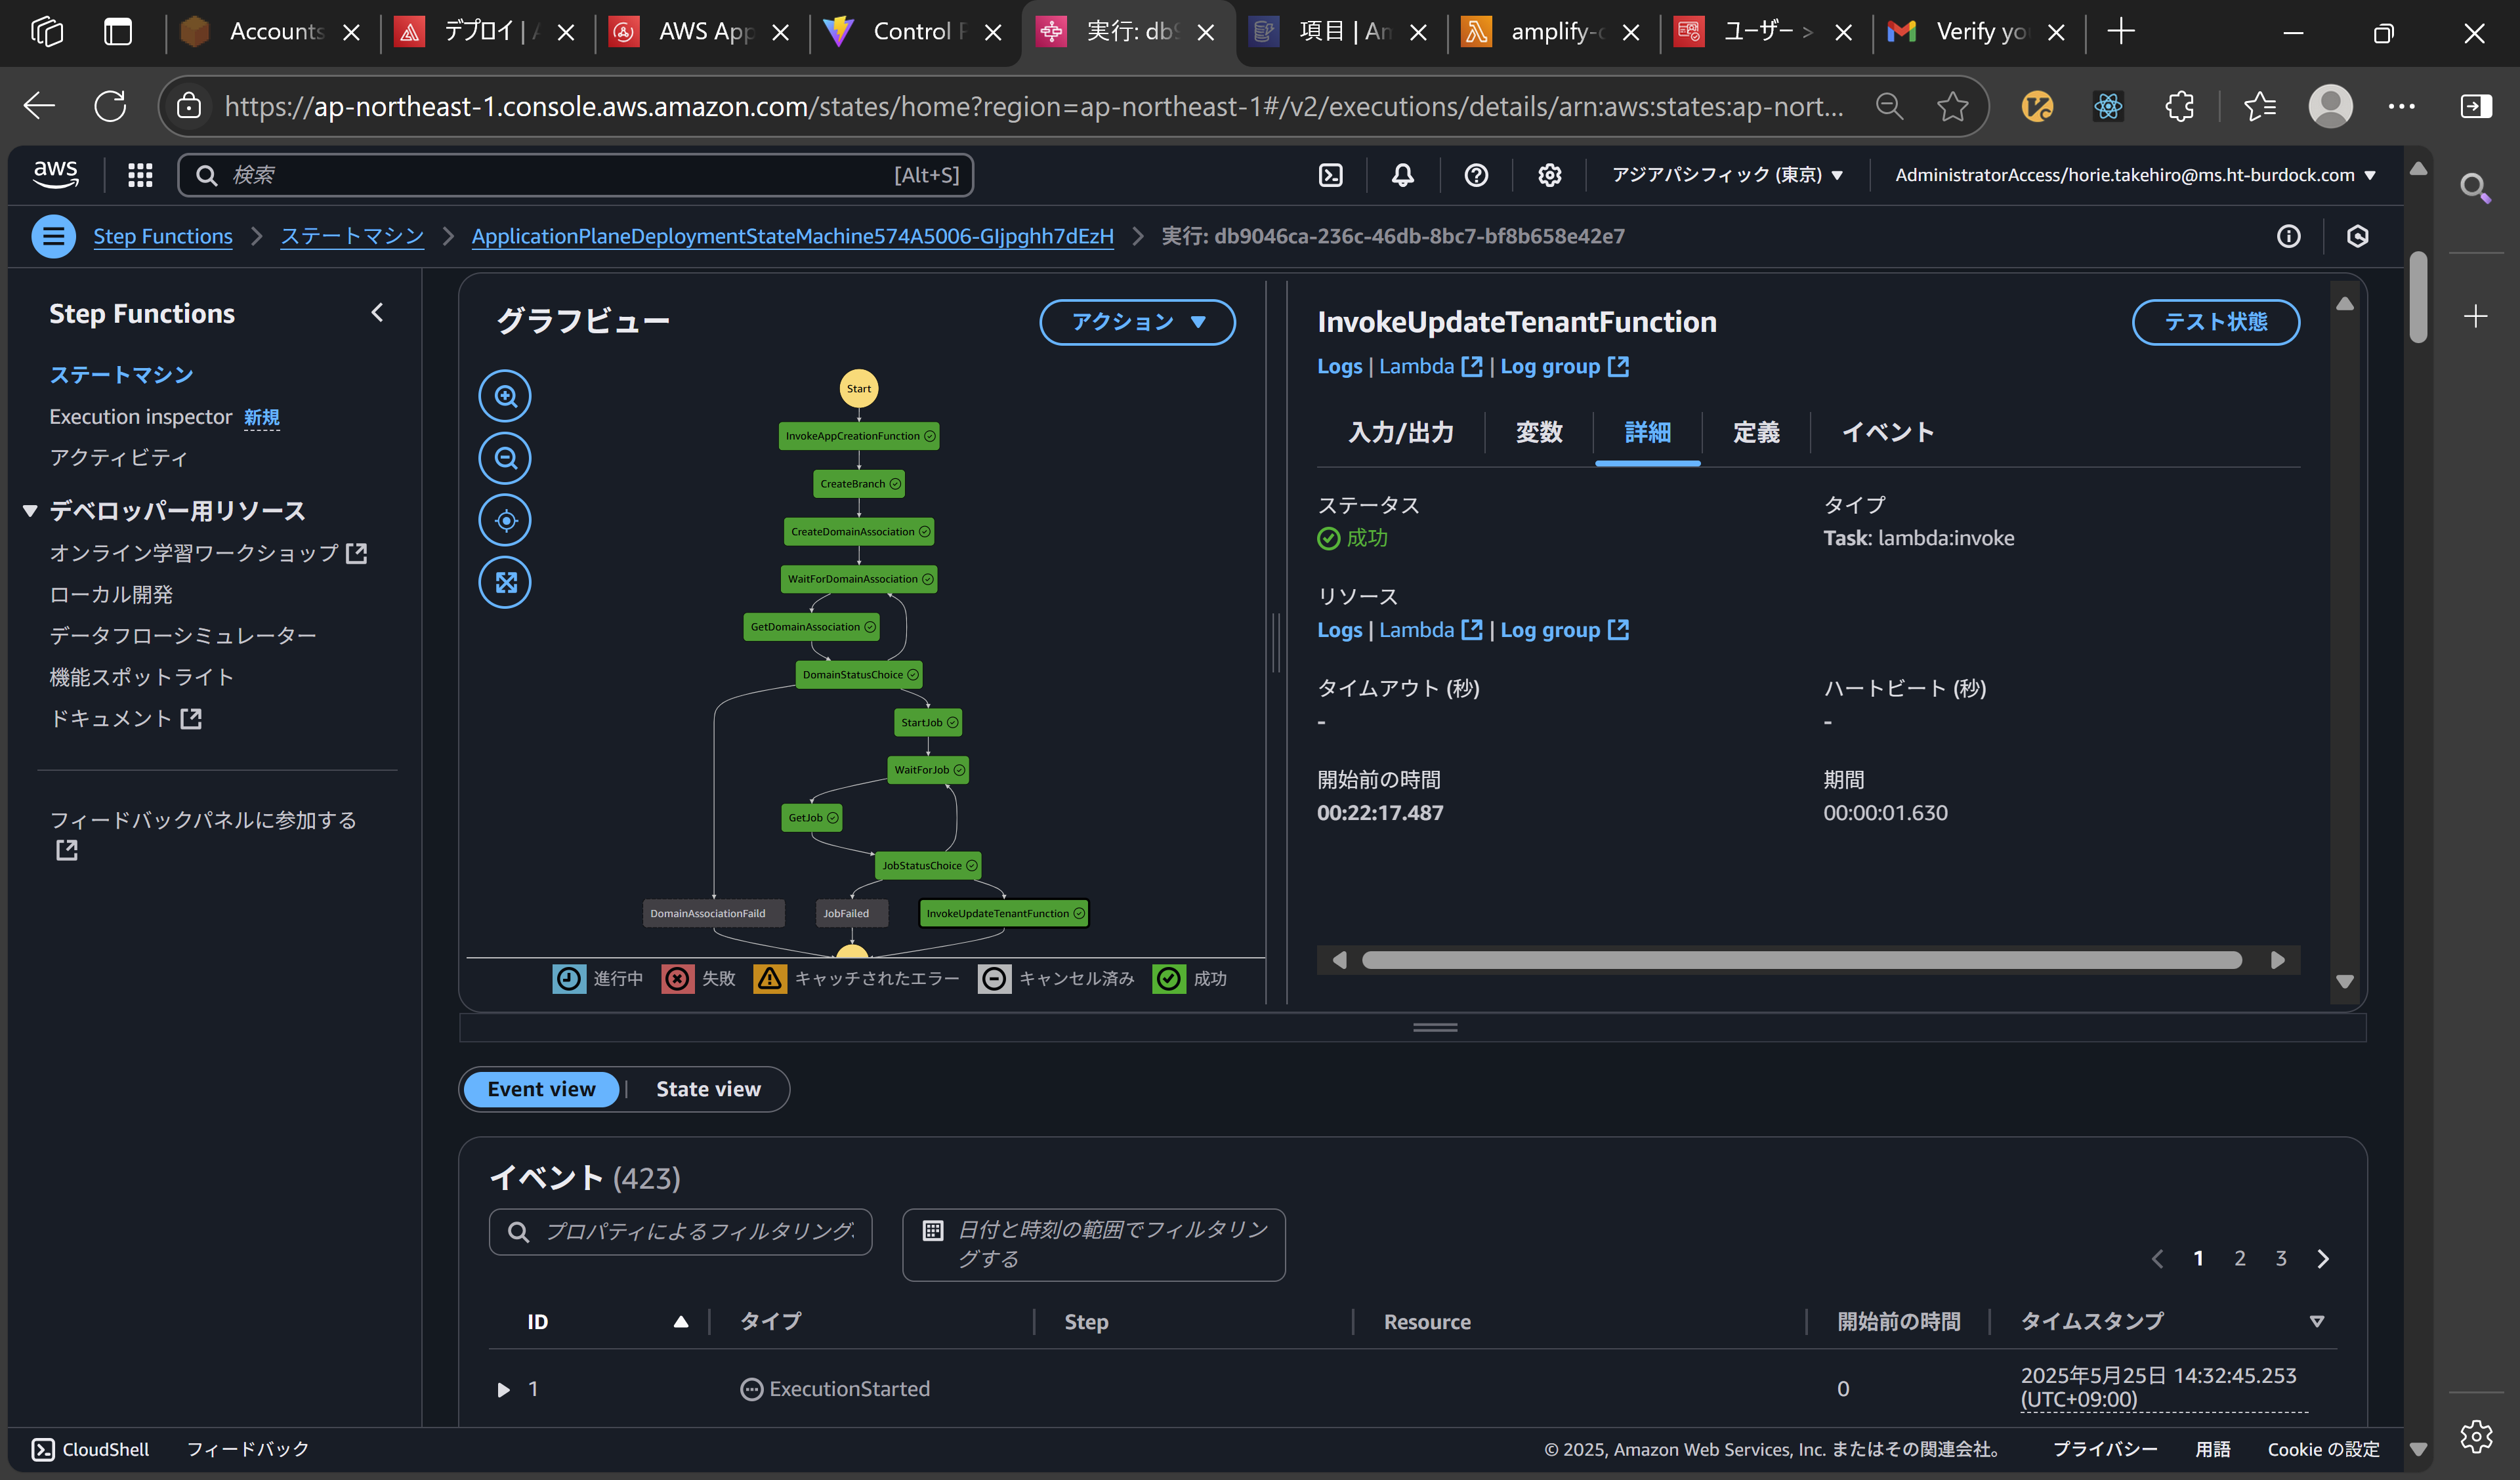 Accounts
デプロイ | A
AWS App
Control P
実行: db9
項目 | Am
amplify-c
ユーザー >
Verify yo
https://ap-northeast-1.console.aws.amazon.com/states/home?region=ap-northeast-1#/v2/executions/details/arn:aws:states:ap-nort...
aws
検索
[Alt+S]
アジアパシフィック (東京)
AdministratorAccess/horie.takehiro@ms.ht-burdock.com
Step Functions
ステートマシン
ApplicationPlaneDeploymentStateMachine574A5006-GIjpghh7dEzH
実行: db9046ca-236c-46db-8bc7-bf8b658e42e7
Step Functions
ステートマシン
Execution inspector 新規
アクティビティ
デベロッパー用リソース
オンライン学習ワークショップ
ローカル開発
データフローシミュレーター
機能スポットライト
ドキュメント
フィードバックパネルに参加する
グラフビュー
アクション
Start
InvokeAppCreationFunction
CreateBranch
CreateDomainAssociation
WaitForDomainAssociation
GetDomainAssociation
DomainStatusChoice
StartJob
WaitForJob
GetJob
JobStatusChoice
DomainAssociationFaild
JobFailed
InvokeUpdateTenantFunction
進行中
失敗
キャッチされたエラー
キャンセル済み
成功
InvokeUpdateTenantFunction
テスト状態
Logs | Lambda | Log group
入力/出力
変数
詳細
定義
イベント
ステータス
成功
タイプ
Task: lambda:invoke
リソース
Logs | Lambda | Log group
タイムアウト (秒)
-
ハートビート (秒)
-
開始前の時間
00:22:17.487
期間
00:00:01.630
Event view
State view
イベント (423)
プロパティによるフィルタリング
日付と時刻の範囲でフィルタリン
グする
1 2 3
ID
タイプ
Step
Resource
開始前の時間
タイムスタンプ
1
ExecutionStarted
0
2025年5月25日 14:32:45.253
(UTC+09:00)
CloudShell
フィードバック
© 2025, Amazon Web Services, Inc. またはその関連会社。
プライバシー
用語
Cookie の設定